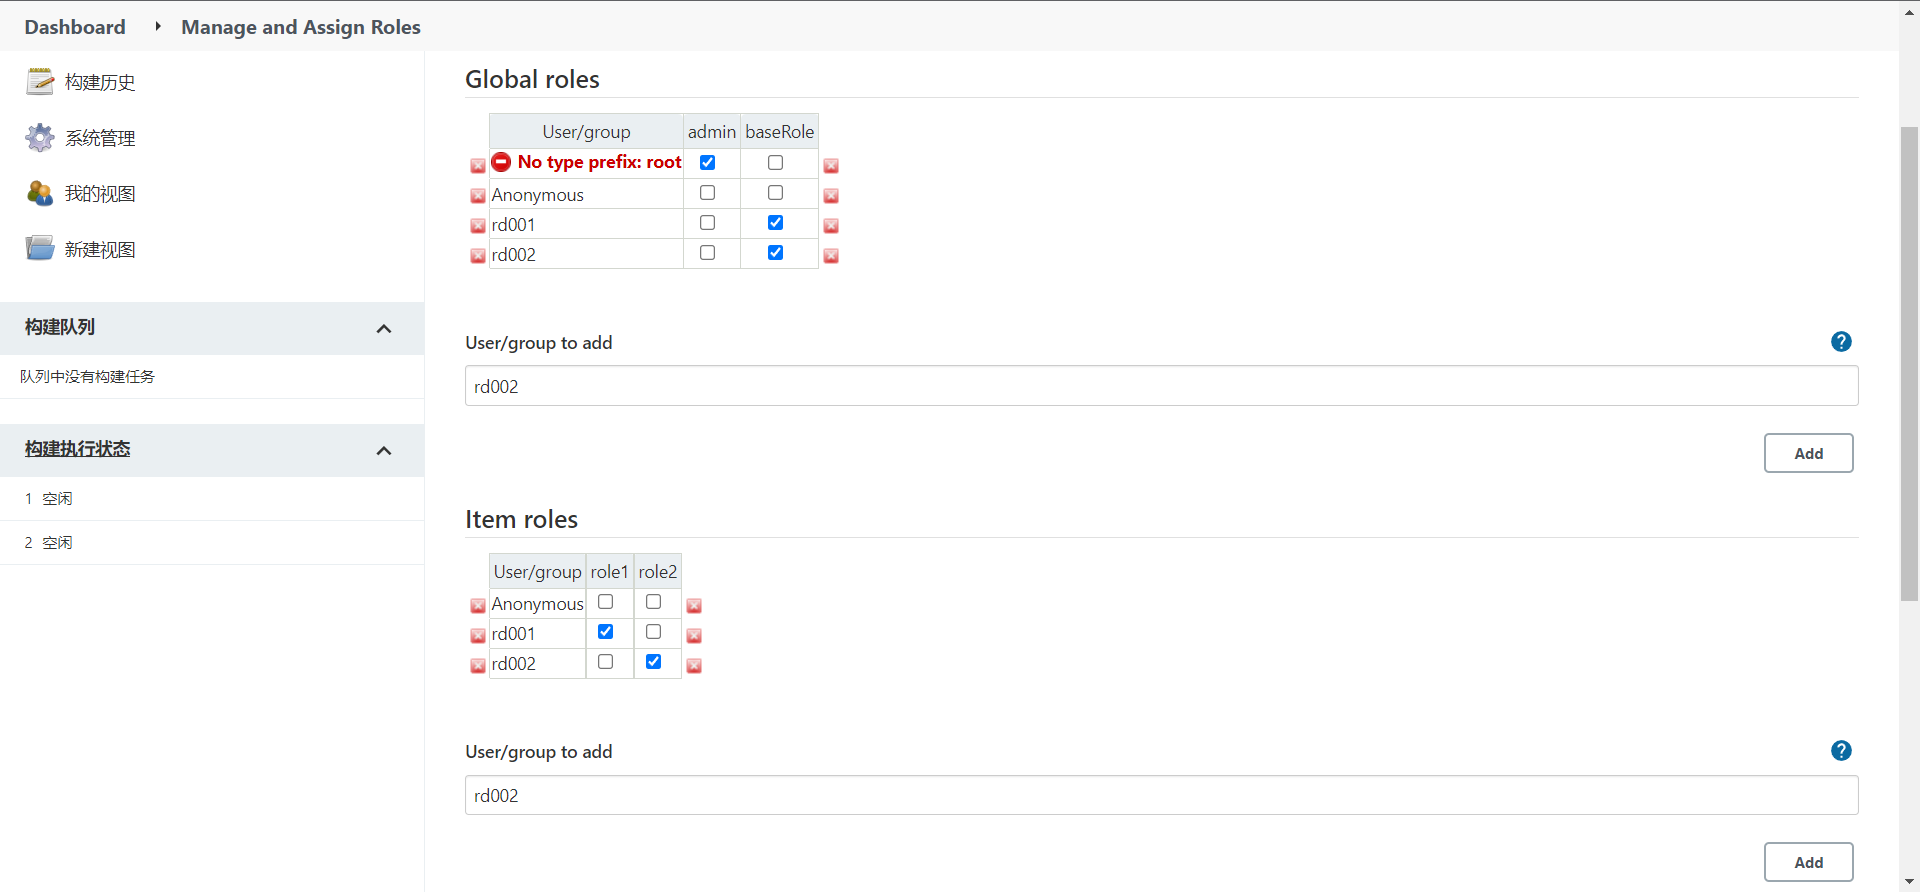 Dashboard Manage and Assign Roles
构建历史
系统管理
我的视图
新建视图
构建队列
队列中没有构建任务
构建执行状态
1 空闲
2 空闲
Global roles
User/group admin baseRole
No type prefix: root
Anonymous
rd001
rd002
User/group to add
?
rd002
Add
Item roles
User/group role1 role2
Anonymous
rd001
rd002
User/group to add
?
rd002
Add